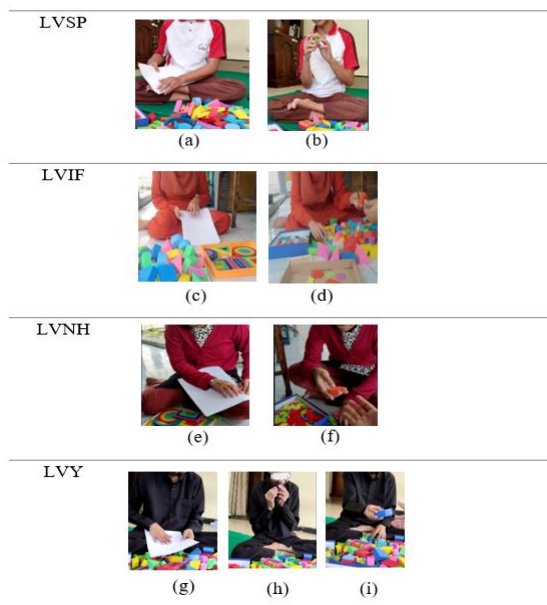 LVSP
(a) (b)
LVIF
(c) (d)
LVNH
(e) (f)
LVY
(g) (h) (i)